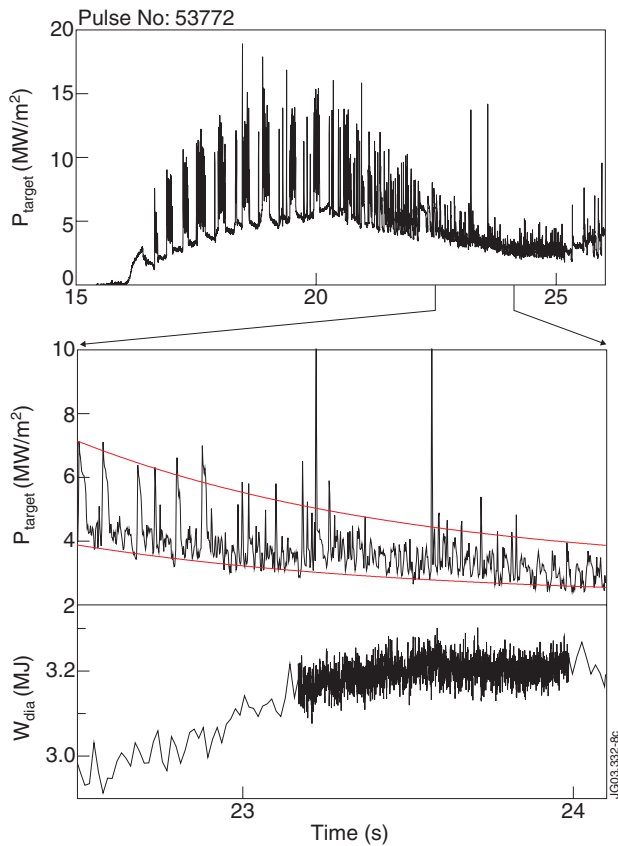 Pulse No: 53772
20
15
10
5
0
P_target (MW/m²)
15 20 25
10
8
6
4
2
P_target (MW/m²)
3.2
3.0
W_dia (MJ)
23 24
Time (s)
JG03.332-8c